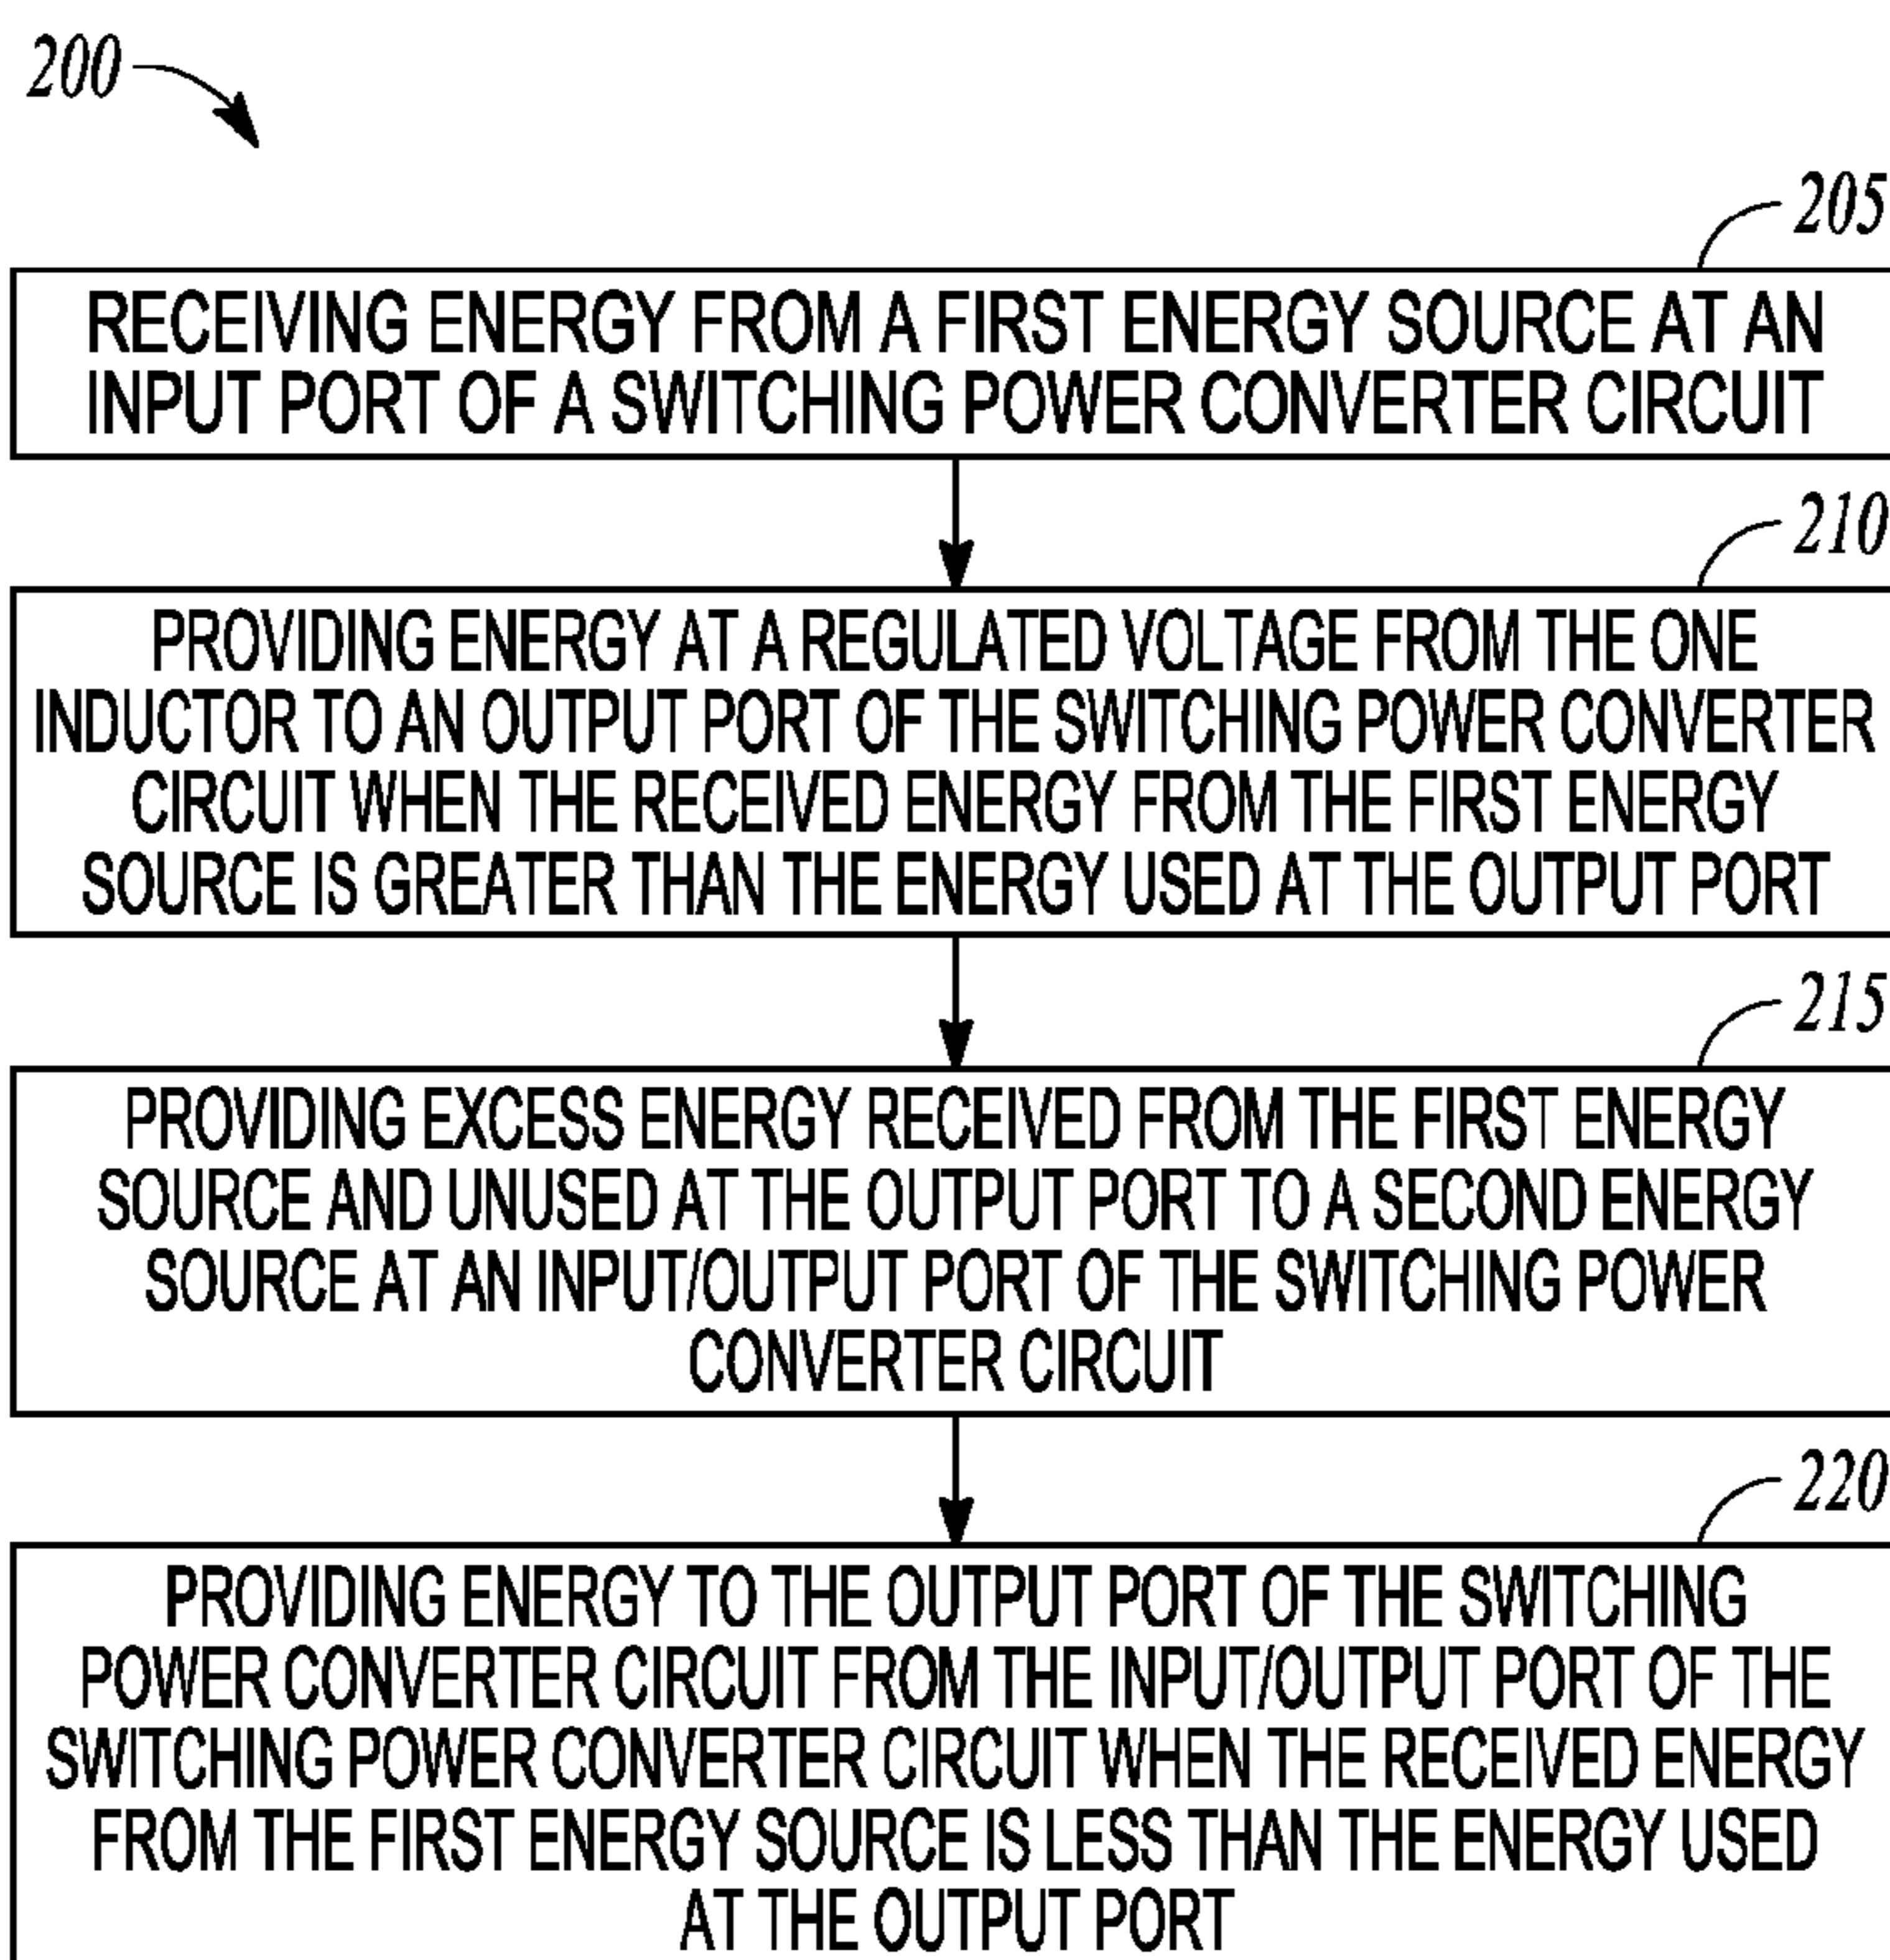 200
205
RECEIVING ENERGY FROM A FIRST ENERGY SOURCE AT AN
INPUT PORT OF A SWITCHING POWER CONVERTER CIRCUIT
210
PROVIDING ENERGY AT A REGULATED VOLTAGE FROM THE ONE
INDUCTOR TO AN OUTPUT PORT OF THE SWITCHING POWER CONVERTER
CIRCUIT WHEN THE RECEIVED ENERGY FROM THE FIRST ENERGY
SOURCE IS GREATER THAN THE ENERGY USED AT THE OUTPUT PORT
215
PROVIDING EXCESS ENERGY RECEIVED FROM THE FIRST ENERGY
SOURCE AND UNUSED AT THE OUTPUT PORT TO A SECOND ENERGY
SOURCE AT AN INPUT/OUTPUT PORT OF THE SWITCHING POWER
CONVERTER CIRCUIT
220
PROVIDING ENERGY TO THE OUTPUT PORT OF THE SWITCHING
POWER CONVERTER CIRCUIT FROM THE INPUT/OUTPUT PORT OF THE
SWITCHING POWER CONVERTER CIRCUIT WHEN THE RECEIVED ENERGY
FROM THE FIRST ENERGY SOURCE IS LESS THAN THE ENERGY USED
AT THE OUTPUT PORT